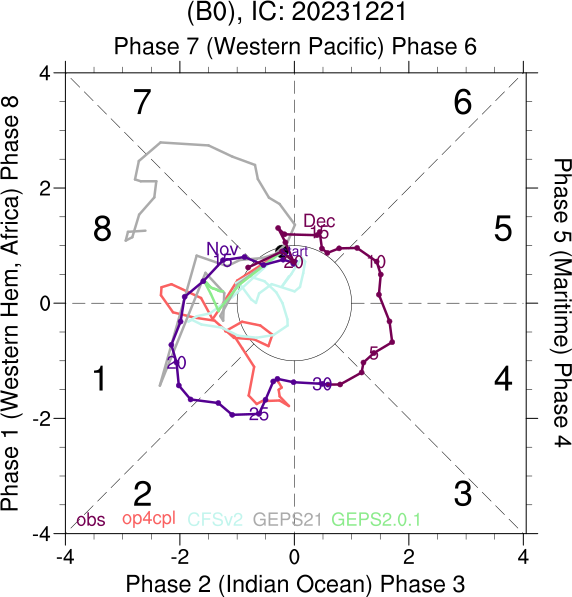 (B0), IC: 20231221
Phase 7 (Western Pacific) Phase 6
4
7
6
Dec
15
2
8
5
Nov
15
20
10
0
Phase 1 (Western Hem, Africa) Phase 8
Phase 5 (Maritime) Phase 4
20
5
1
4
30
25
-2
2
3
obs op4cpl CFSv2 GEPS21 GEPS2.0.1
-4
-4 -2 0 2 4
Phase 2 (Indian Ocean) Phase 3